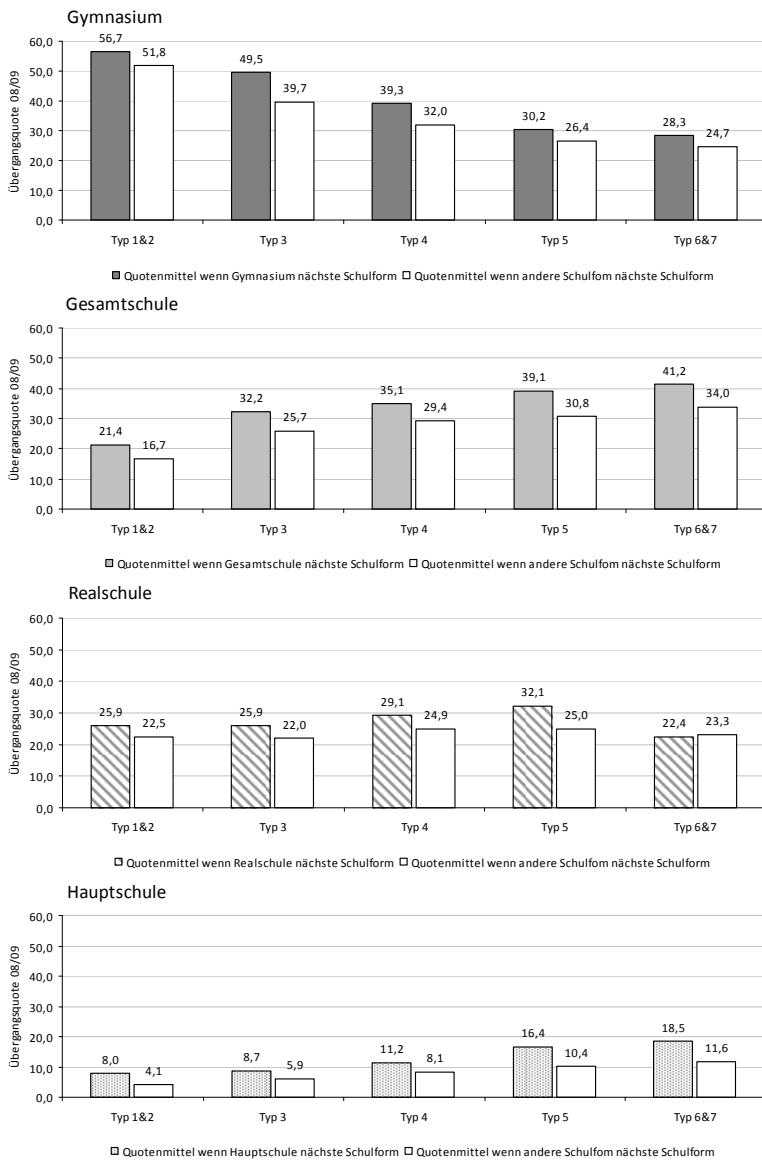 Gymnasium
Übergangsquote 08/09
60,0
50,0
40,0
30,0
20,0
10,0
0,0
56,7
51,8
49,5
39,7
39,3
32,0
30,2
26,4
28,3
24,7
Typ 1&2
Typ 3
Typ 4
Typ 5
Typ 6&7
Quotenmittel wenn Gymnasium nächste Schulform
Quotenmittel wenn andere Schulfom nächste Schulform
Gesamtschule
Übergangsquote 08/09
60,0
50,0
40,0
30,0
20,0
10,0
0,0
21,4
16,7
32,2
25,7
35,1
29,4
39,1
30,8
41,2
34,0
Typ 1&2
Typ 3
Typ 4
Typ 5
Typ 6&7
Quotenmittel wenn Gesamtschule nächste Schulform
Quotenmittel wenn andere Schulfom nächste Schulform
Realschule
Übergangsquote 08/09
60,0
50,0
40,0
30,0
20,0
10,0
0,0
25,9
22,5
25,9
22,0
29,1
24,9
32,1
25,0
22,4
23,3
Typ 1&2
Typ 3
Typ 4
Typ 5
Typ 6&7
Quotenmittel wenn Realschule nächste Schulform
Quotenmittel wenn andere Schulfom nächste Schulform
Hauptschule
Übergangsquote 08/09
60,0
50,0
40,0
30,0
20,0
10,0
0,0
8,0
4,1
8,7
5,9
11,2
8,1
16,4
10,4
18,5
11,6
Typ 1&2
Typ 3
Typ 4
Typ 5
Typ 6&7
Quotenmittel wenn Hauptschule nächste Schulform
Quotenmittel wenn andere Schulfom nächste Schulform